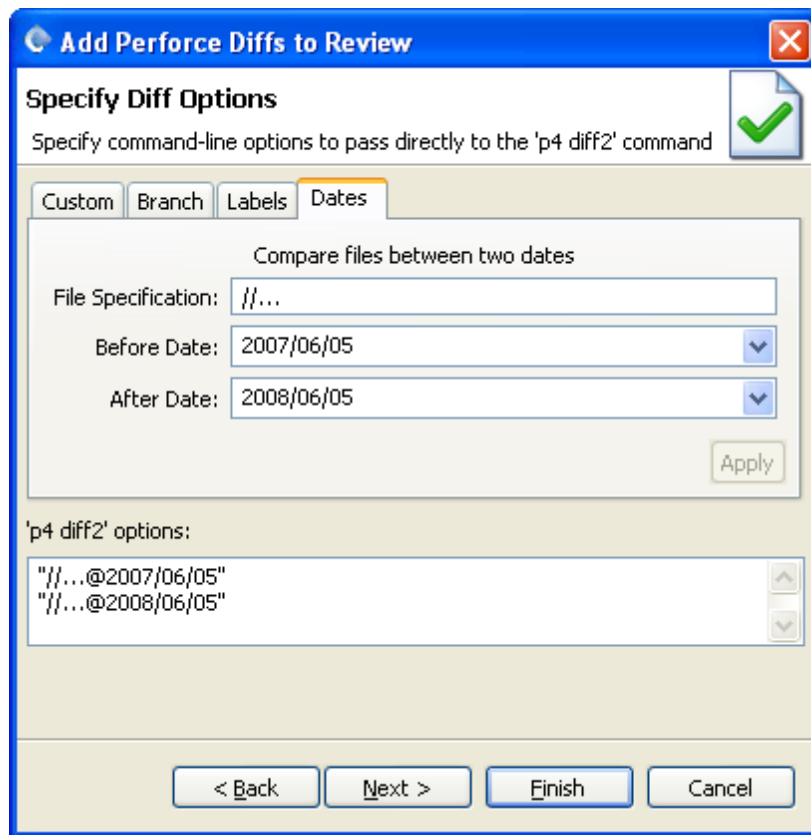 Add Perforce Diffs to Review
Specify Diff Options
Specify command-line options to pass directly to the 'p4 diff2' command
Custom Branch Labels Dates
Compare files between two dates
File Specification: //...
Before Date: 2007/06/05
After Date: 2008/06/05
Apply
'p4 diff2' options:
"//...@2007/06/05"
"//...@2008/06/05"
< Back Next > Finish Cancel